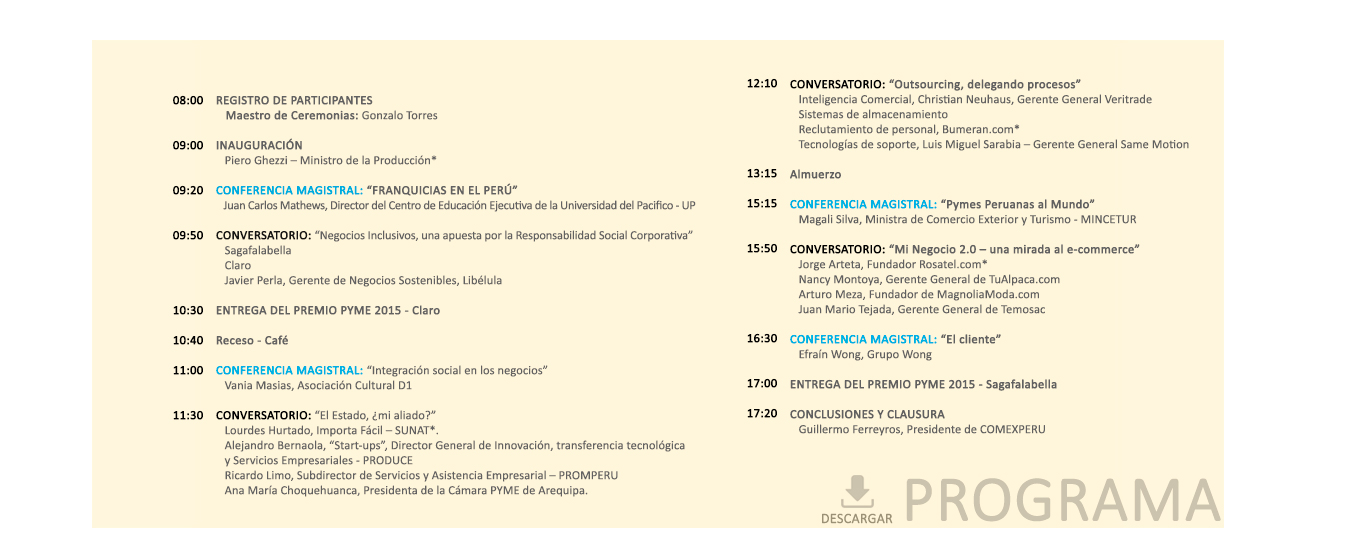 08:00 REGISTRO DE PARTICIPANTES
Maestro de Ceremonias: Gonzalo Torres
09:00 INAUGURACIÓN
Piero Ghezzi – Ministro de la Producción*
09:20 CONFERENCIA MAGISTRAL: “FRANQUICIAS EN EL PERÚ”
Juan Carlos Mathews, Director del Centro de Educación Ejecutiva de la Universidad del Pacifico - UP
09:50 CONVERSATORIO: “Negocios Inclusivos, una apuesta por la Responsabilidad Social Corporativa”
Sagafalabella
Claro
Javier Perla, Gerente de Negocios Sostenibles, Libélula
10:30 ENTREGA DEL PREMIO PYME 2015 - Claro
10:40 Receso - Café
11:00 CONFERENCIA MAGISTRAL: “Integración social en los negocios”
Vania Masias, Asociación Cultural D1
11:30 CONVERSATORIO: “El Estado, ¿mi aliado?”
Lourdes Hurtado, Importa Fácil – SUNAT*.
Alejandro Bernaola, “Start-ups”, Director General de Innovación, transferencia tecnológica
y Servicios Empresariales - PRODUCE
Ricardo Limo, Subdirector de Servicios y Asistencia Empresarial – PROMPERU
Ana María Choquehuanca, Presidenta de la Cámara PYME de Arequipa.
12:10 CONVERSATORIO: “Outsourcing, delegando procesos”
Inteligencia Comercial, Christian Neuhaus, Gerente General Veritrade
Sistemas de almacenamiento
Reclutamiento de personal, Bumeran.com*
Tecnologías de soporte, Luis Miguel Sarabia – Gerente General Same Motion
13:15 Almuerzo
15:15 CONFERENCIA MAGISTRAL: “Pymes Peruanas al Mundo”
Magali Silva, Ministra de Comercio Exterior y Turismo - MINCETUR
15:50 CONVERSATORIO: “Mi Negocio 2.0 – una mirada al e-commerce”
Jorge Arteta, Fundador Rosatel.com*
Nancy Montoya, Gerente General de TuAlpaca.com
Arturo Meza, Fundador de MagnoliaModa.com
Juan Mario Tejada, Gerente General de Temosac
16:30 CONFERENCIA MAGISTRAL: “El cliente”
Efraín Wong, Grupo Wong
17:00 ENTREGA DEL PREMIO PYME 2015 - Sagafalabella
17:20 CONCLUSIONES Y CLAUSURA
Guillermo Ferreyros, Presidente de COMEXPERU
DESCARGAR PROGRAMA